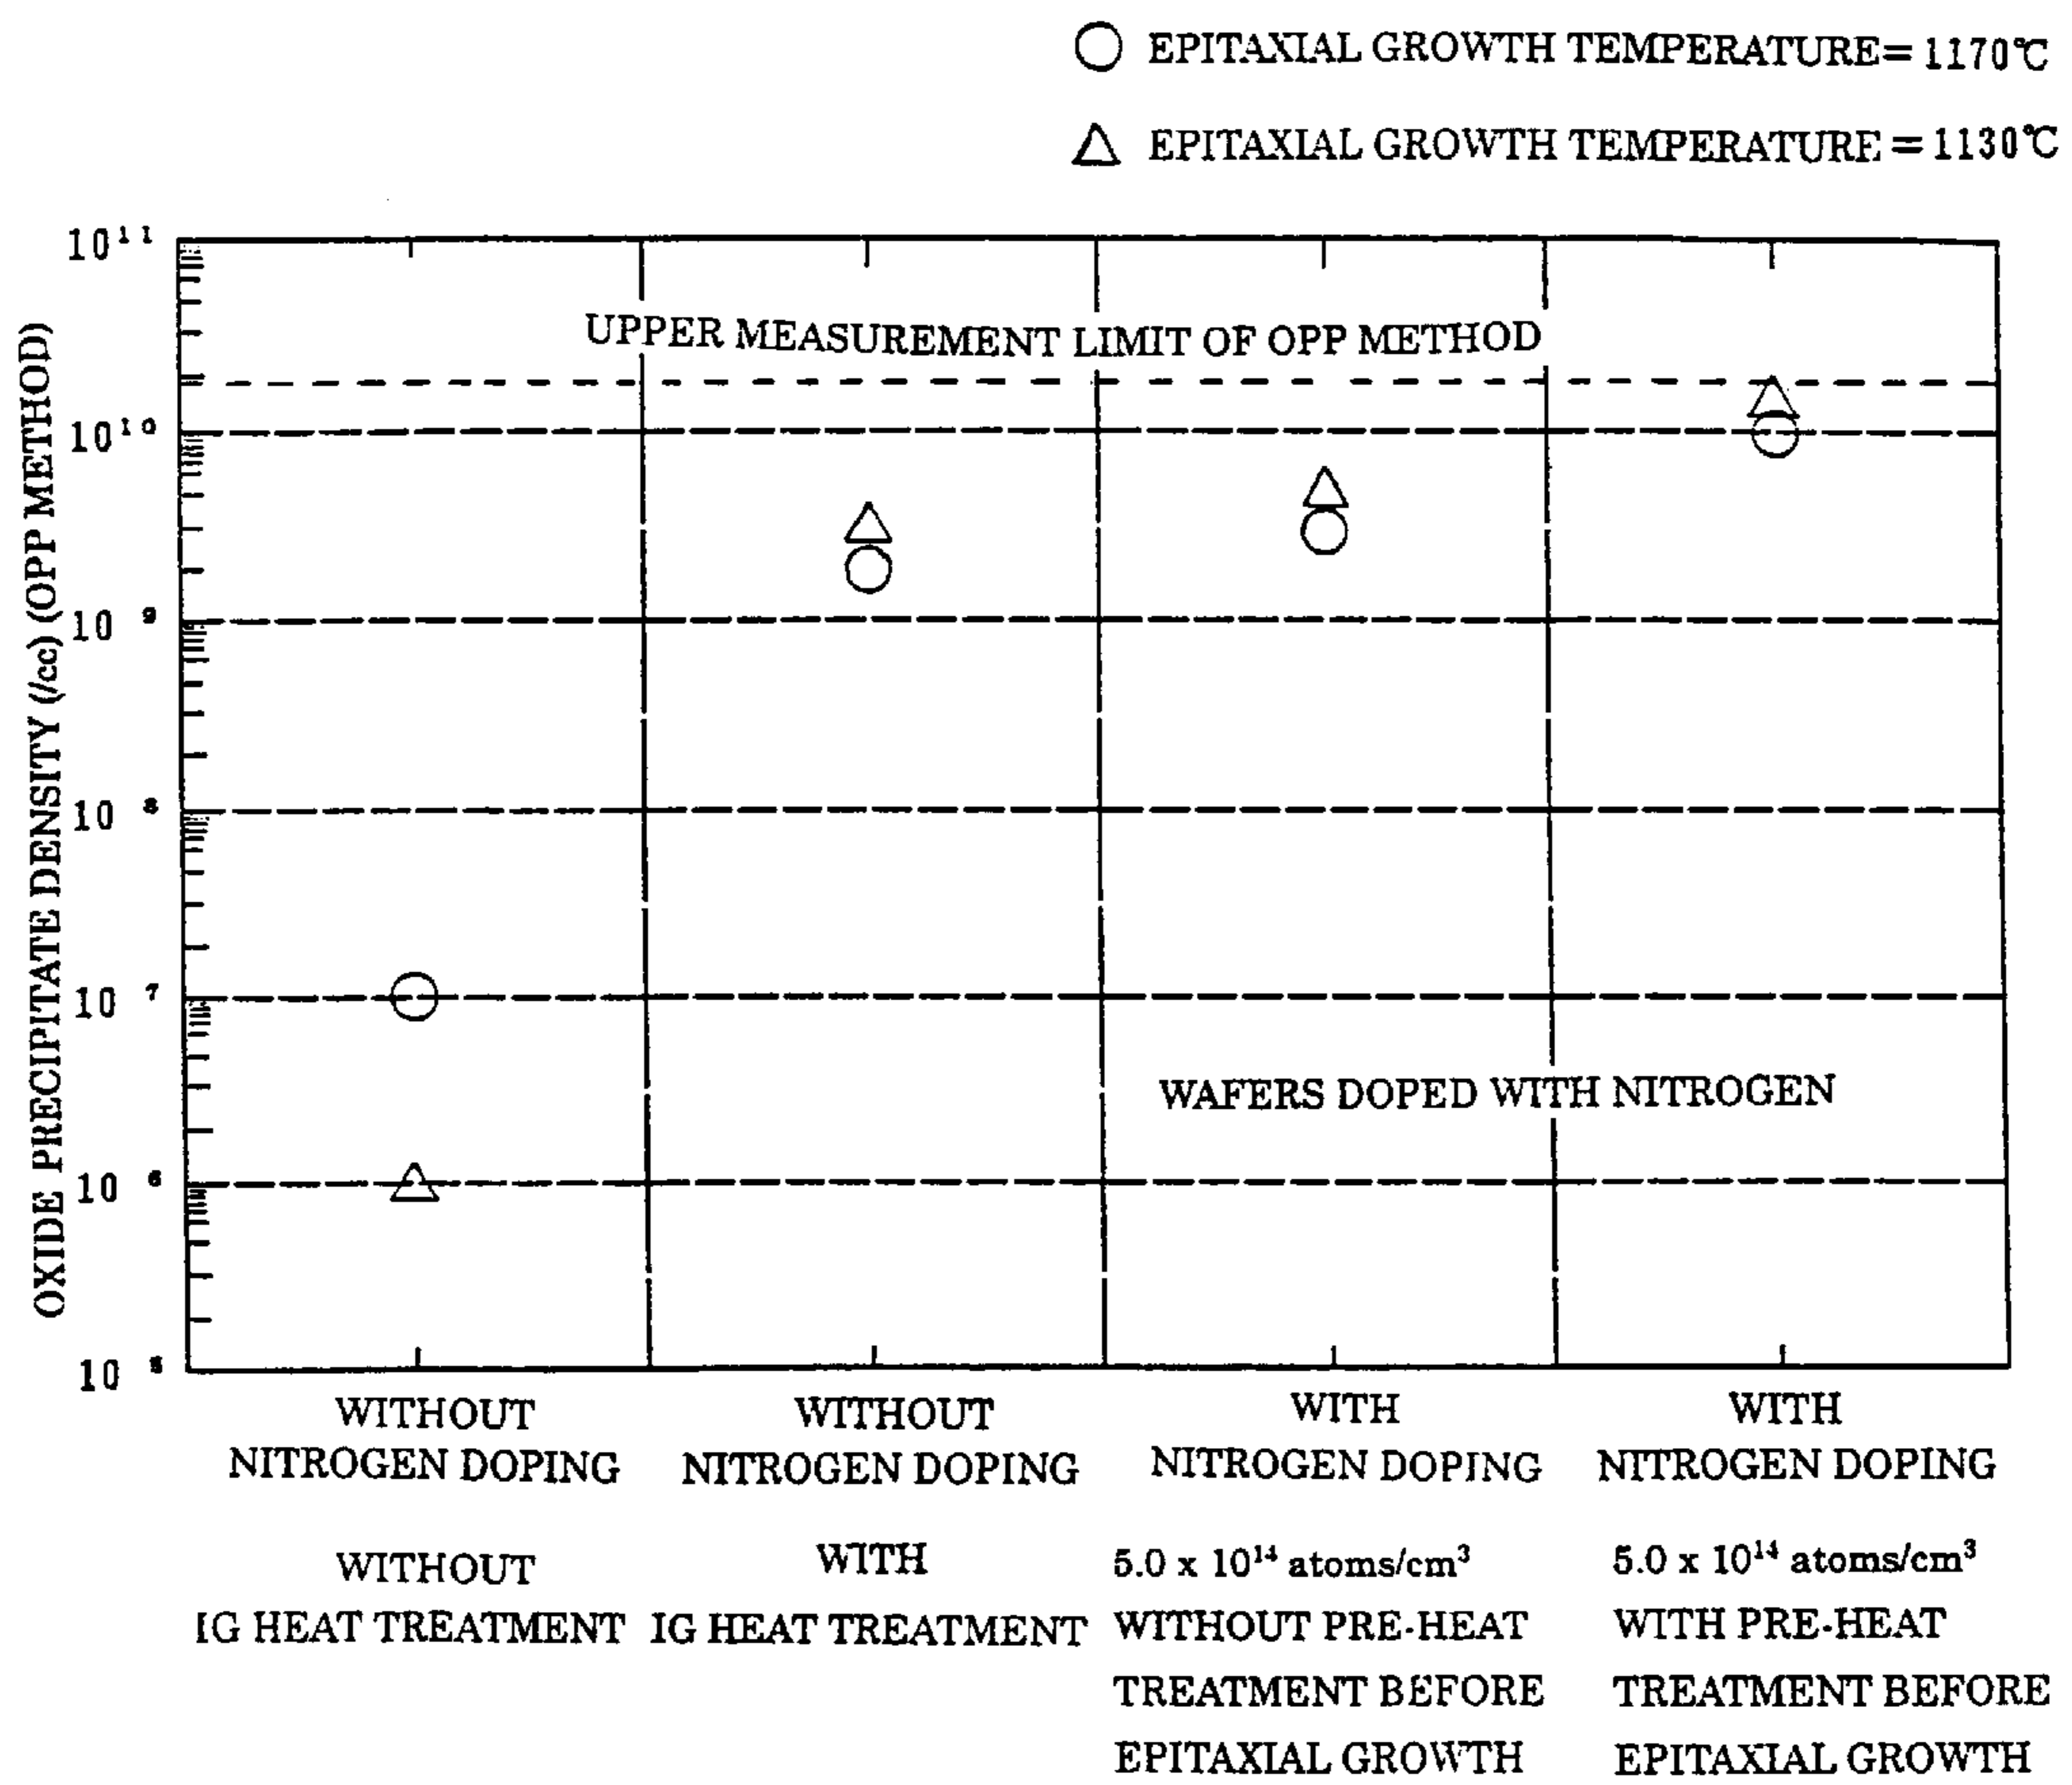 ○ EPITAXIAL GROWTH TEMPERATURE= 1170℃
△ EPITAXIAL GROWTH TEMPERATURE = 1130℃
OXIDE PRECIPITATE DENSITY (/cc) (OPP METHOD)
10¹¹
10¹⁰
10⁹
10⁸
10⁷
10⁶
10⁵
UPPER MEASUREMENT LIMIT OF OPP METHOD
WAFERS DOPED WITH NITROGEN
WITHOUT
NITROGEN DOPING
WITHOUT
IG HEAT TREATMENT
WITHOUT
NITROGEN DOPING
WITH
IG HEAT TREATMENT
WITH
NITROGEN DOPING
5.0 x 10¹⁴ atoms/cm³
WITHOUT PRE-HEAT
TREATMENT BEFORE
EPITAXIAL GROWTH
WITH
NITROGEN DOPING
5.0 x 10¹⁴ atoms/cm³
WITH PRE-HEAT
TREATMENT BEFORE
EPITAXIAL GROWTH